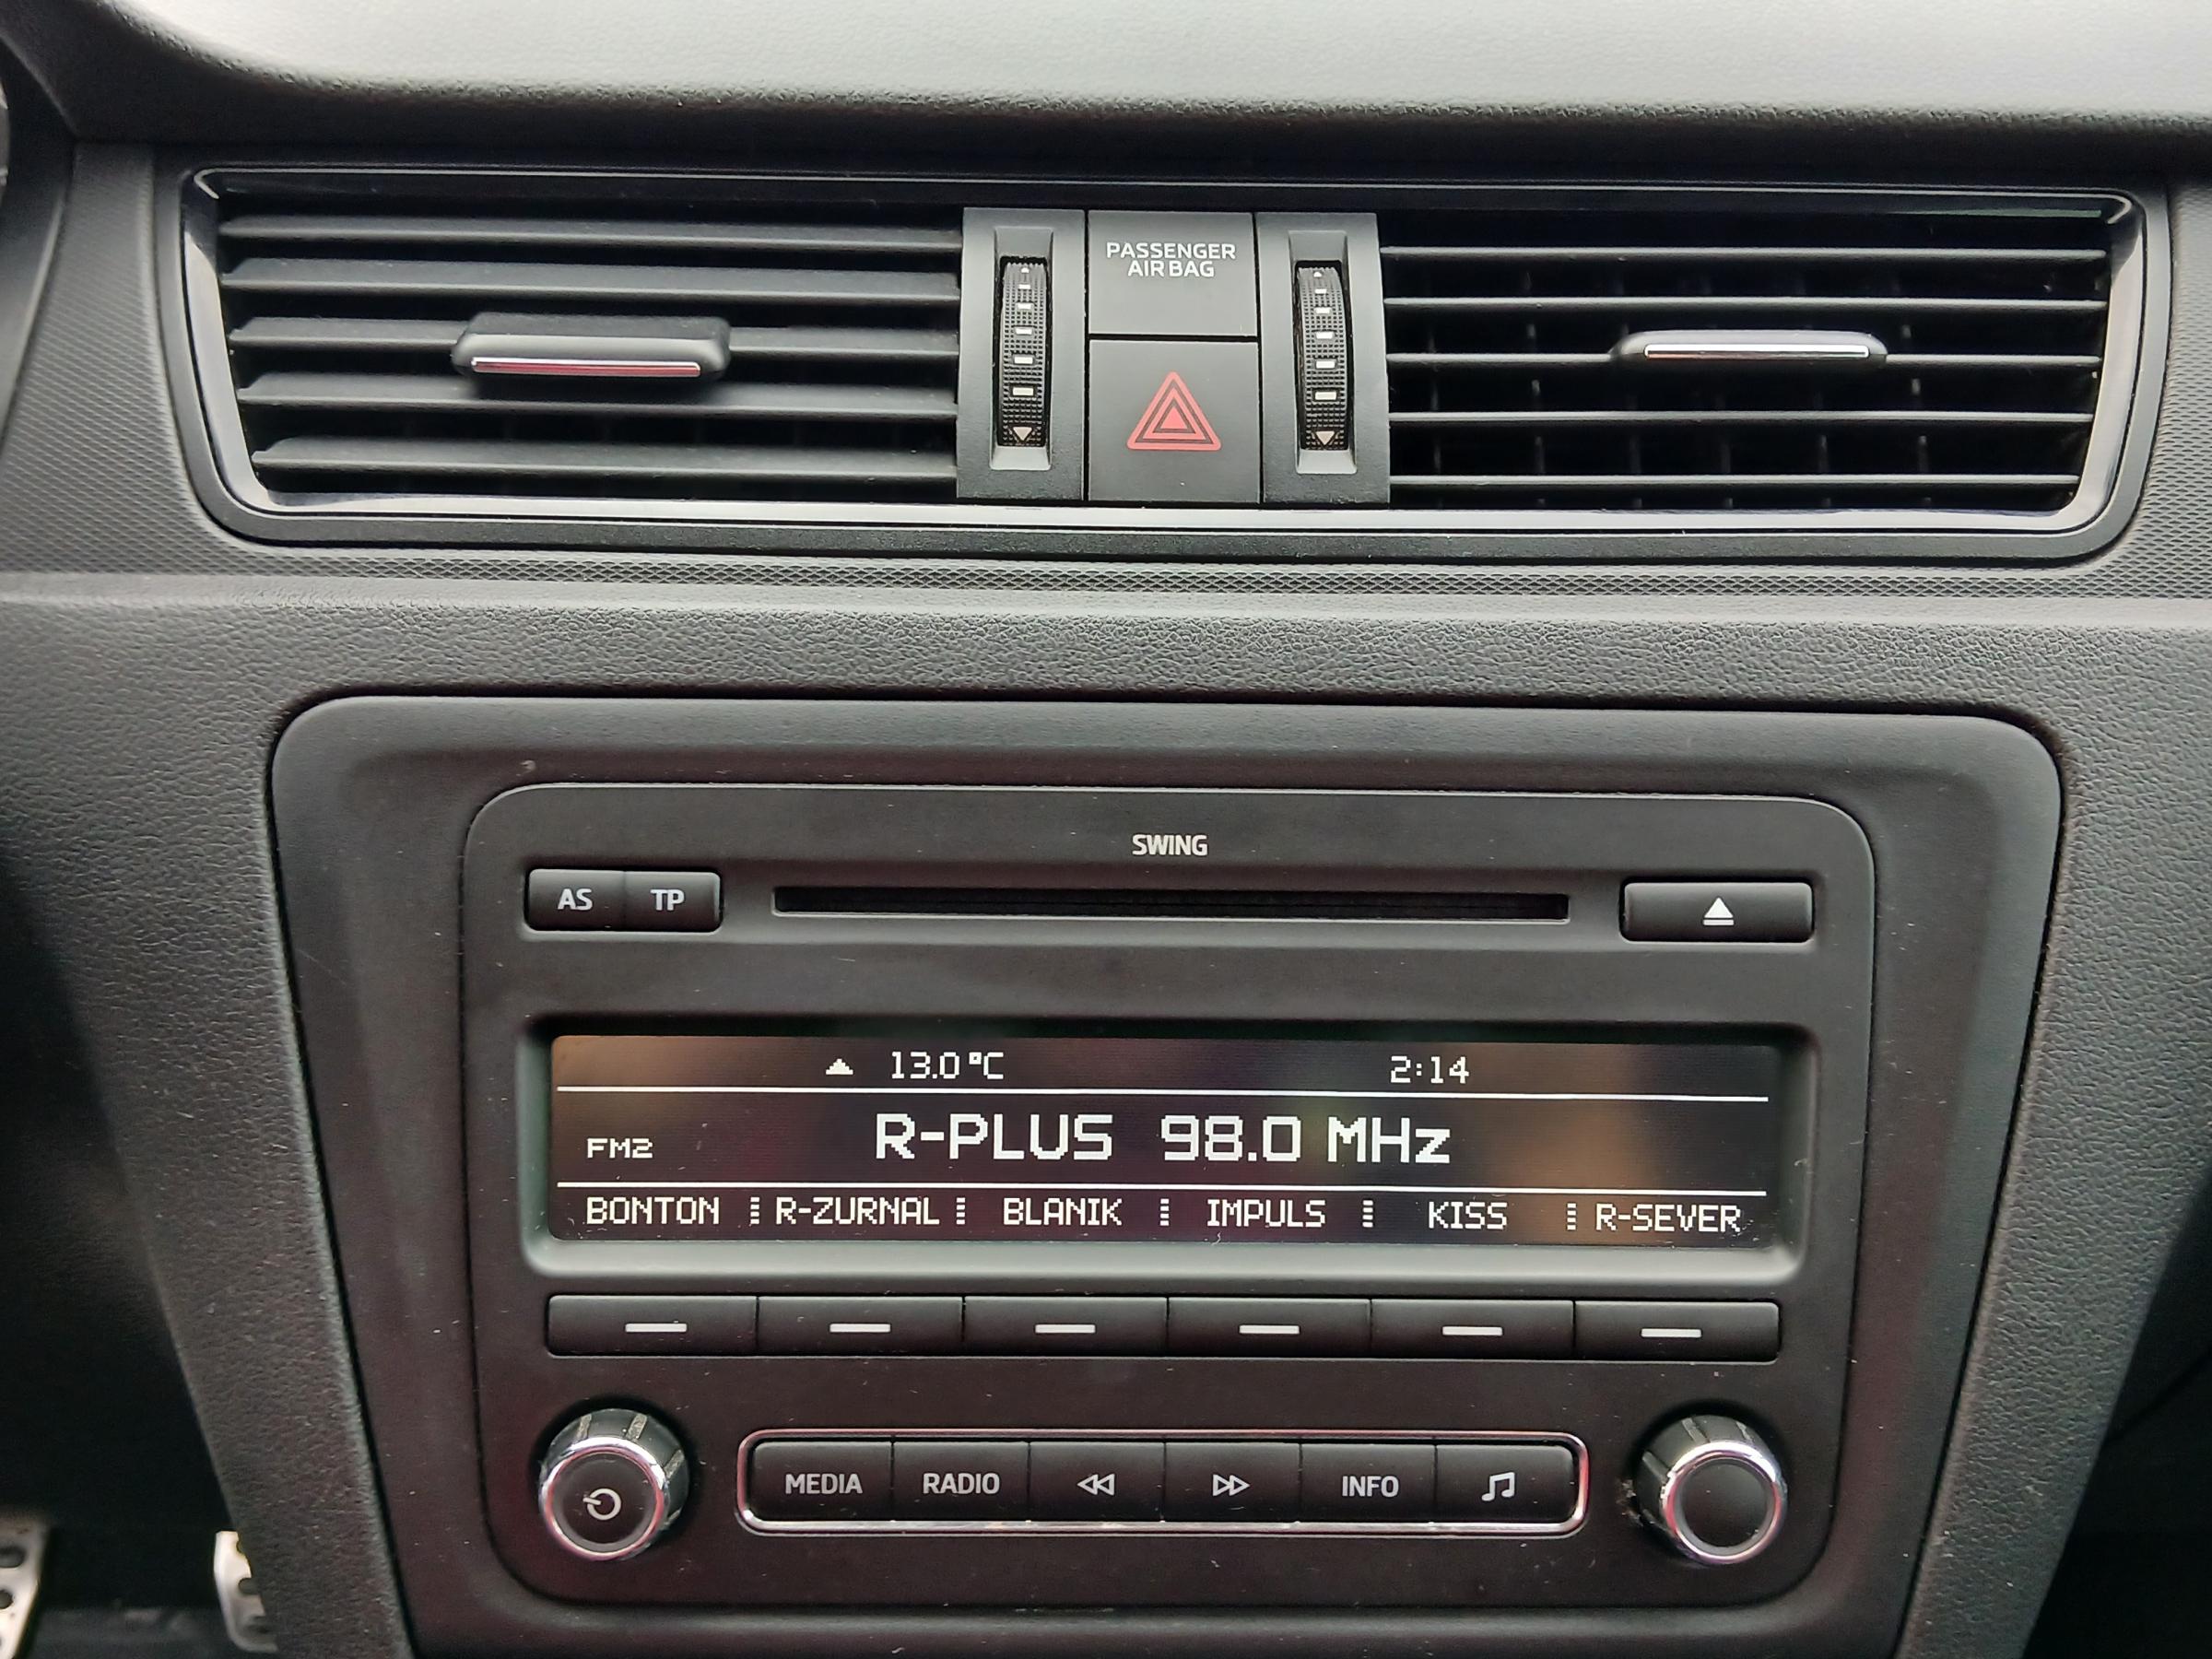 PASSENGER
AIR BAG
SWING
AS TP
13.0°C 2:14
FM2 R-PLUS 98.0 MHz
BONTON R-ZURNAL BLANIK IMPULS KISS R-SEVER
MEDIA RADIO INFO